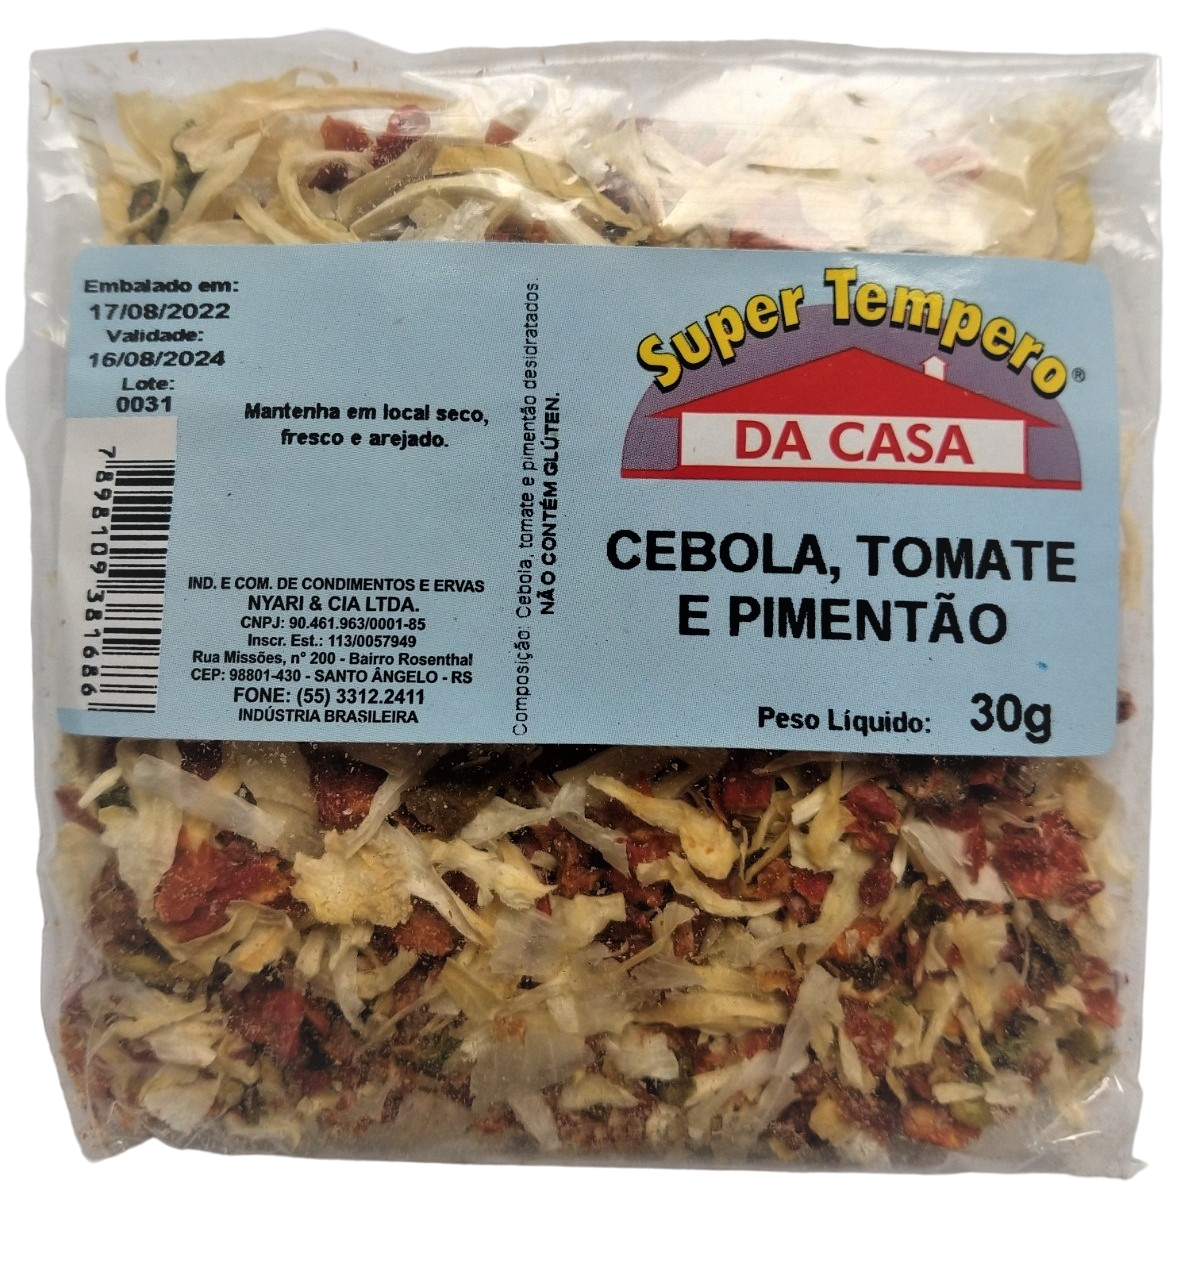 Embalado em:
17/08/2022
Validade:
16/08/2024
Lote:
0031
7898109381686
Mantenha em local seco,
fresco e arejado.
IND. E COM. DE CONDIMENTOS E ERVAS
NYARI & CIA LTDA.
CNPJ: 90.461.963/0001-85
Inscr. Est.: 113/0057949
Rua Missões, n° 200 - Bairro Rosenthal
CEP: 98801-430 - SANTO ÂNGELO - RS
FONE: (55) 3312.2411
INDÚSTRIA BRASILEIRA
Composição: Cebola, tomate e pimentão desidratados.
NÃO CONTÉM GLÚTEN.
Super Tempero®
DA CASA
CEBOLA, TOMATE
E PIMENTÃO
Peso Líquido: 30g